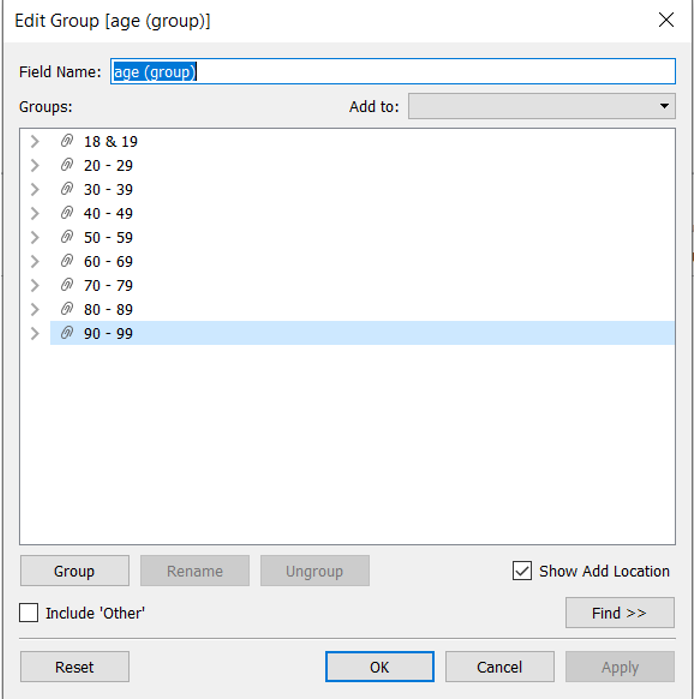 Edit Group [age (group)]
Field Name: age (group)
Groups: Add to:
18 & 19
20 - 29
30 - 39
40 - 49
50 - 59
60 - 69
70 - 79
80 - 89
90 - 99
Group Rename Ungroup Show Add Location
Include 'Other' Find >>
Reset OK Cancel Apply